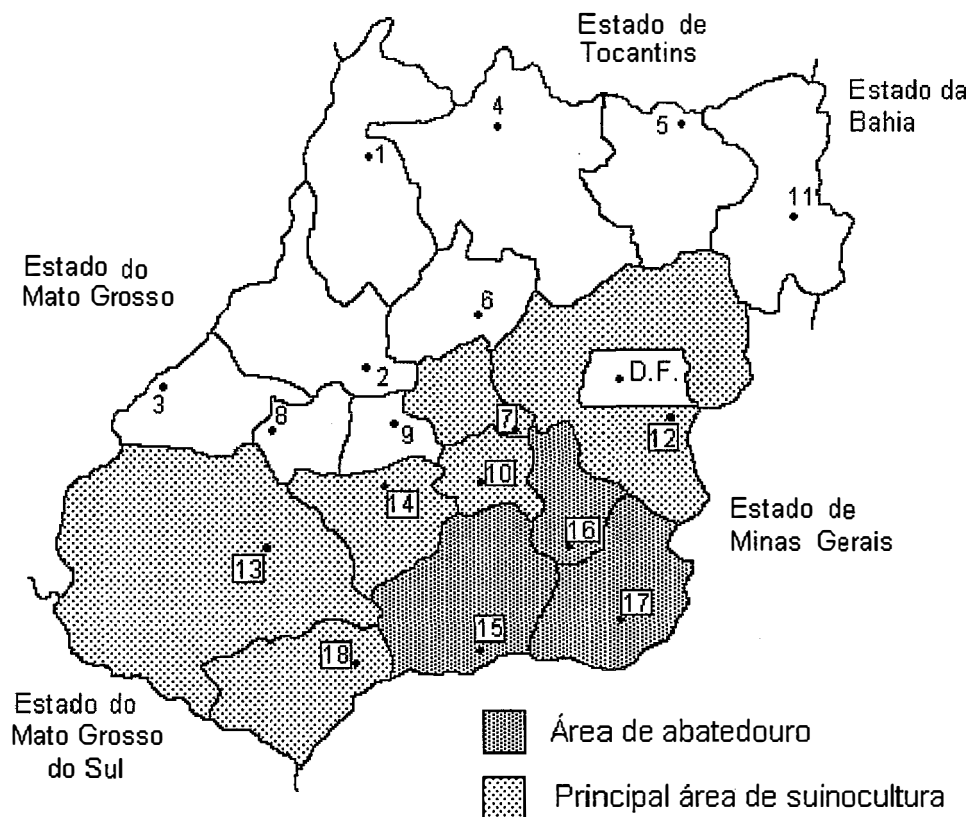 Estado de
Tocantins
Estado da
Bahia
4
5
1
11
Estado do
Mato Grosso
6
2
D.F.
3
8
9
7
12
10
14
Estado de
Minas Gerais
16
13
17
15
18
Estado do
Mato Grosso
do Sul
Área de abatedouro
Principal área de suinocultura